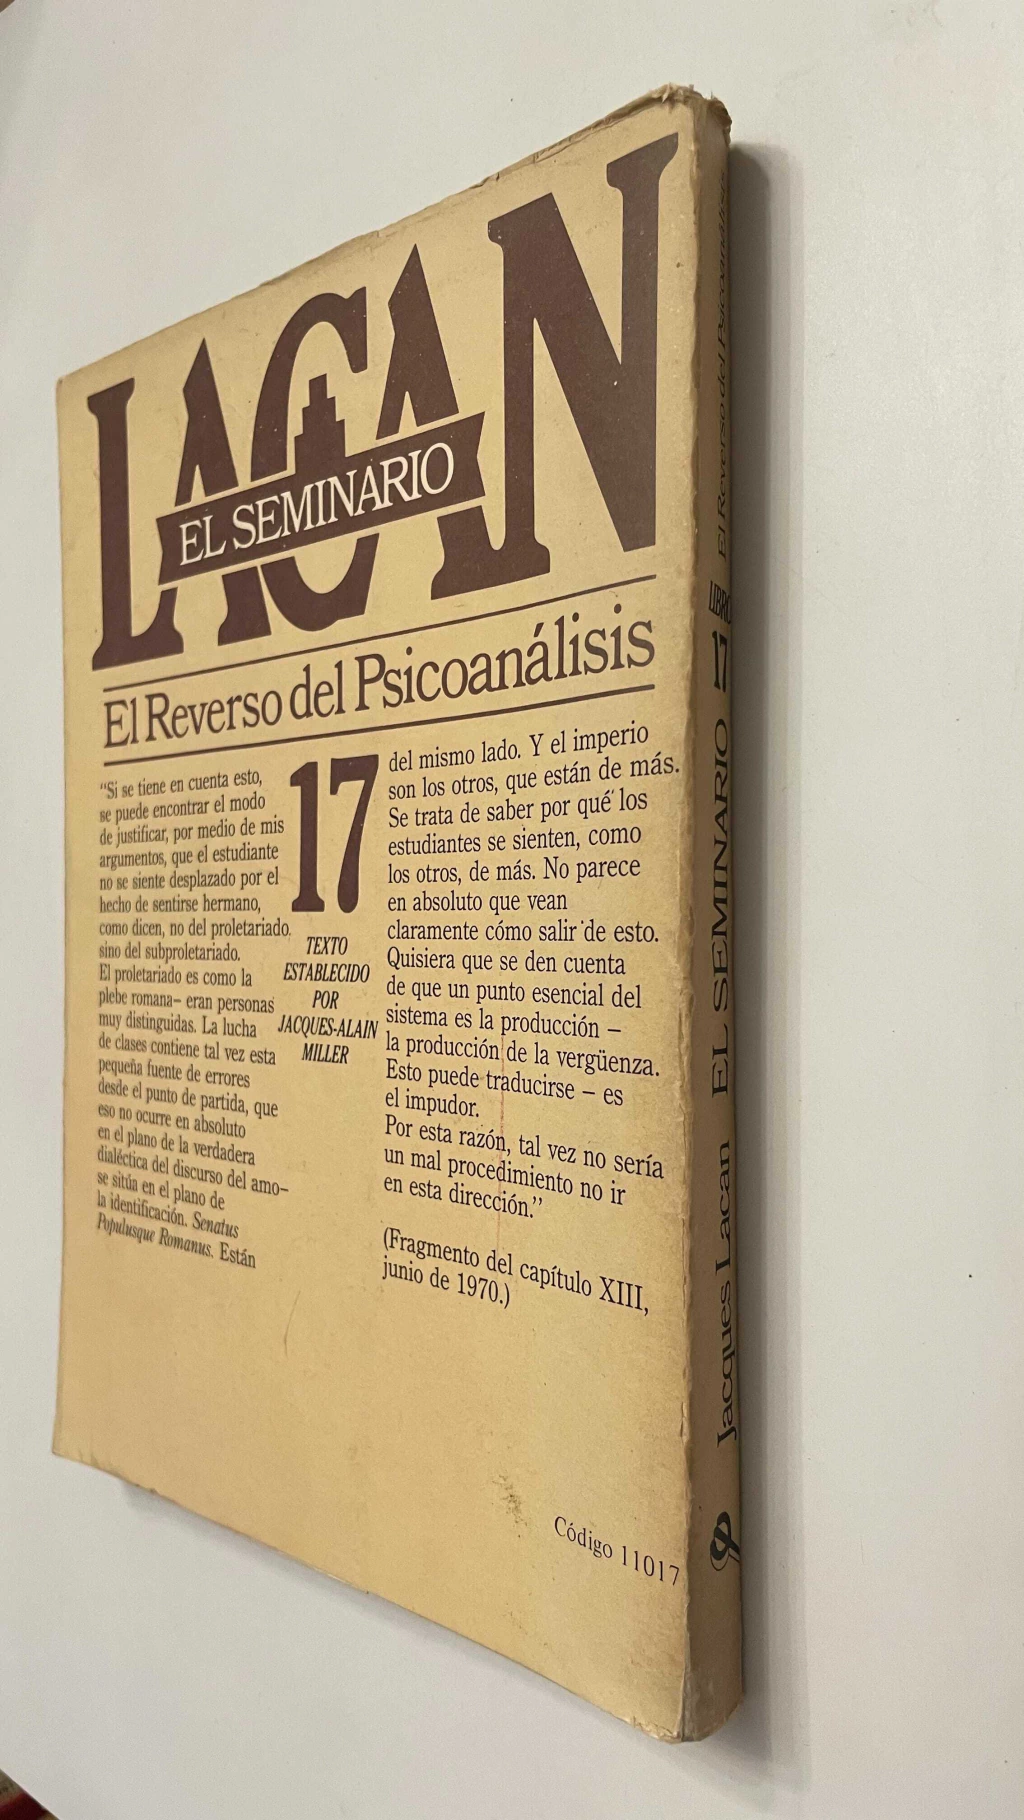 LACAN
EL SEMINARIO
El Reverso del Psicoanálisis
17
TEXTO
ESTABLECIDO
POR
JACQUES-ALAIN
MILLER
"Si se tiene en cuenta esto,
se puede encontrar el modo
de justificar, por medio de mis
argumentos, que el estudiante
no se siente desplazado por el
hecho de sentirse hermano,
como dicen, no del proletariado
sino del subproletariado.
El proletariado es como la
plebe romana– eran personas
muy distinguidas. La lucha
de clases contiene tal vez esta
pequeña fuente de errores
desde el punto de partida, que
eso no ocurre en absoluto
en el plano de la verdadera
dialéctica del discurso del amo–
se sitúa en el plano de
la identificación. Senatus
Populusque Romanus. Están
del mismo lado. Y el imperio
son los otros, que están de más.
Se trata de saber por qué los
estudiantes se sienten, como
los otros, de más. No parece
en absoluto que vean
claramente cómo salir de esto.
Quisiera que se den cuenta
de que un punto esencial del
sistema es la producción –
la producción de la vergüenza.
Esto puede traducirse – es
el impudor.
Por esta razón, tal vez no sería
un mal procedimiento no ir
en esta dirección."
(Fragmento del capítulo XIII,
junio de 1970.)
Código 11017
Jacques Lacan EL SEMINARIO LIBRO 17 El Reverso del Psicoanálisis